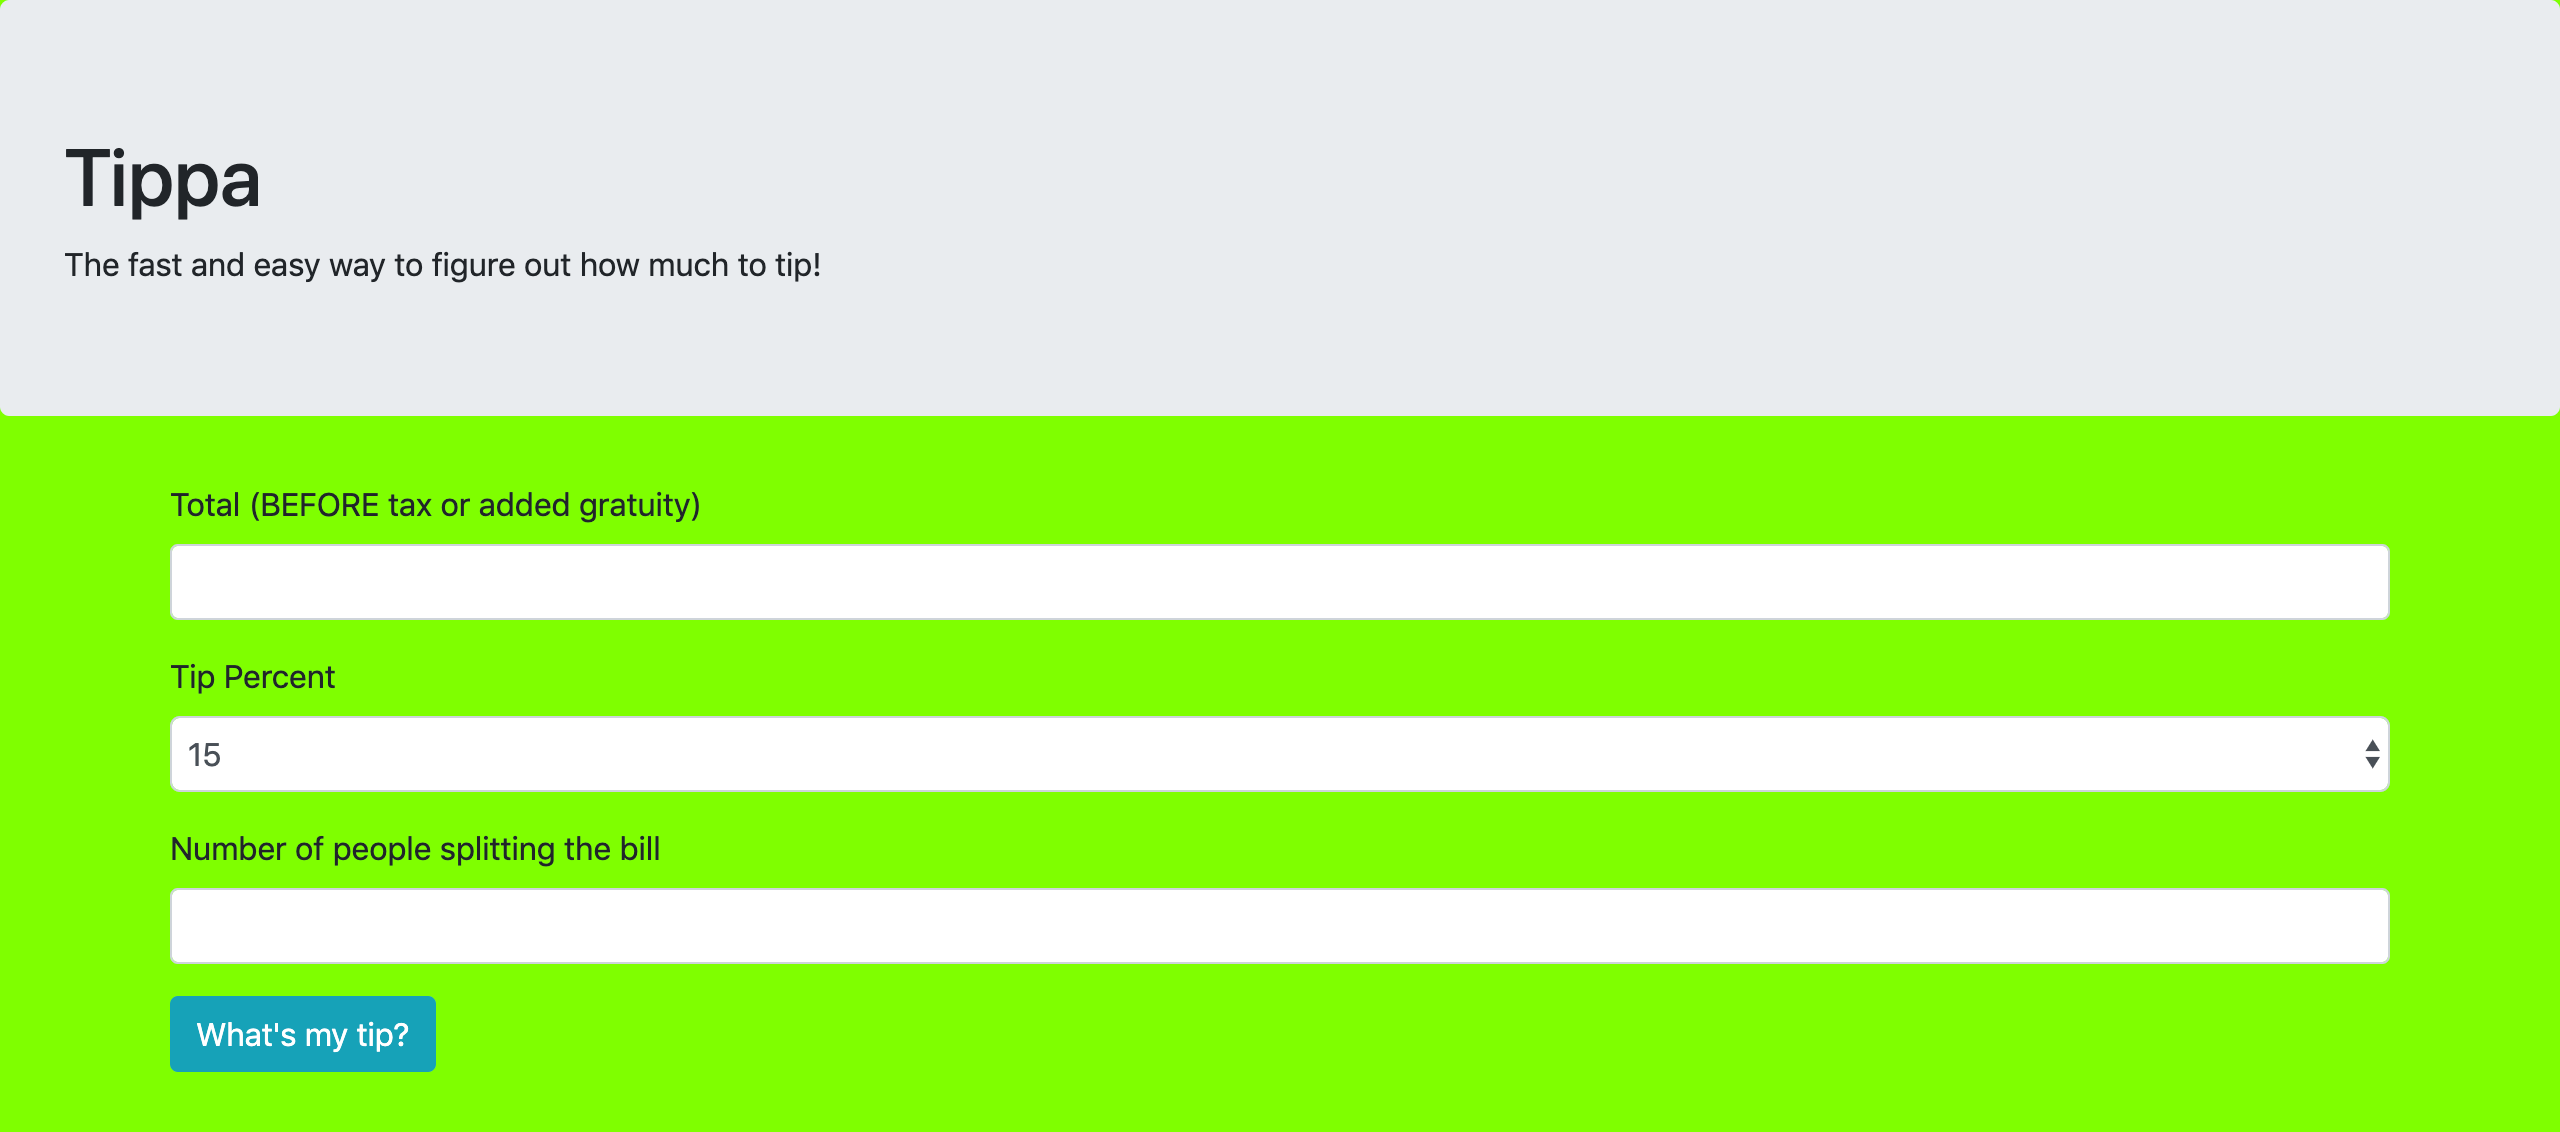 Tippa
The fast and easy way to figure out how much to tip!
Total (BEFORE tax or added gratuity)
Tip Percent
15
Number of people splitting the bill
What's my tip?